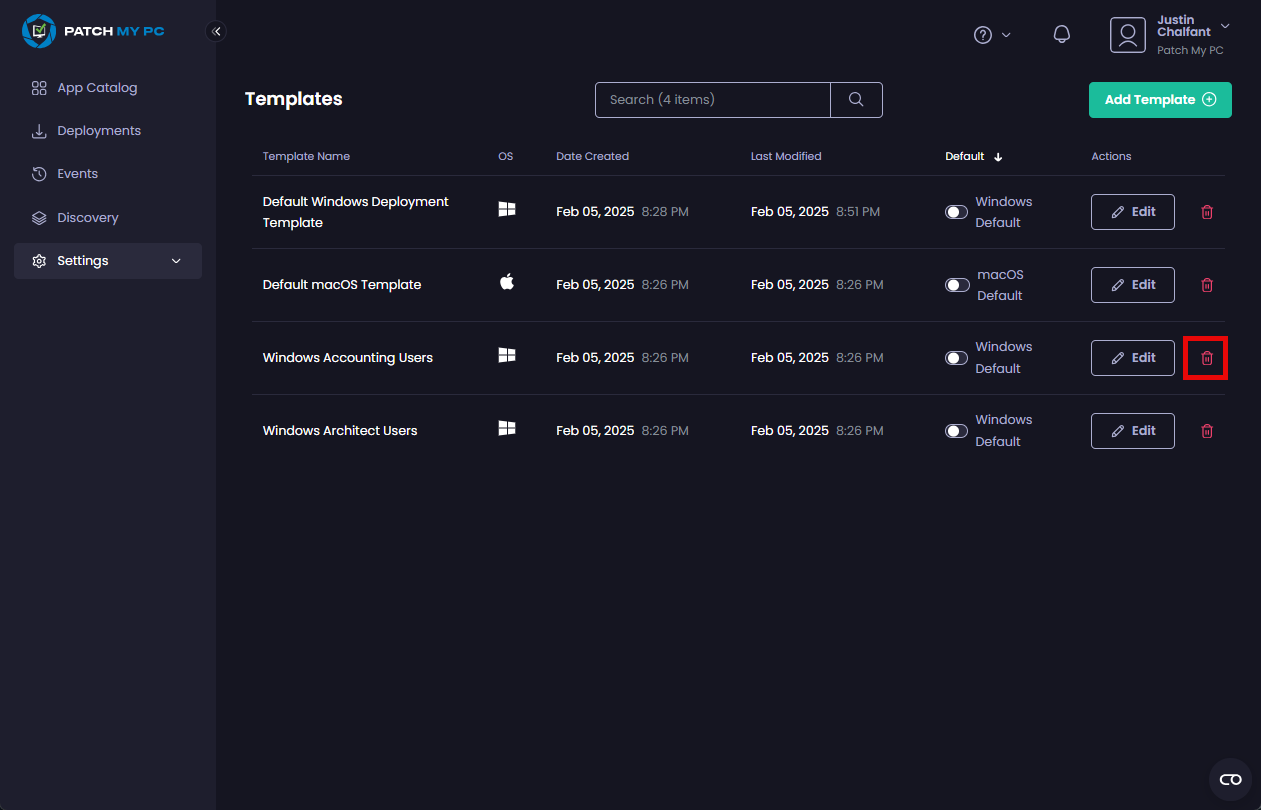 PATCH MY PC
Justin
Chalfant
Patch My PC
App Catalog
Deployments
Events
Discovery
Settings
Templates
Search (4 items)
Add Template
Template Name OS Date Created Last Modified Default Actions
Default Windows Deployment
Template
Feb 05, 2025 8:28 PM Feb 05, 2025 8:51 PM
Windows
Default
Edit
Default macOS Template Feb 05, 2025 8:26 PM Feb 05, 2025 8:26 PM
macOS
Default
Edit
Windows Accounting Users Feb 05, 2025 8:26 PM Feb 05, 2025 8:26 PM
Windows
Default
Edit
Windows Architect Users Feb 05, 2025 8:26 PM Feb 05, 2025 8:26 PM
Windows
Default
Edit